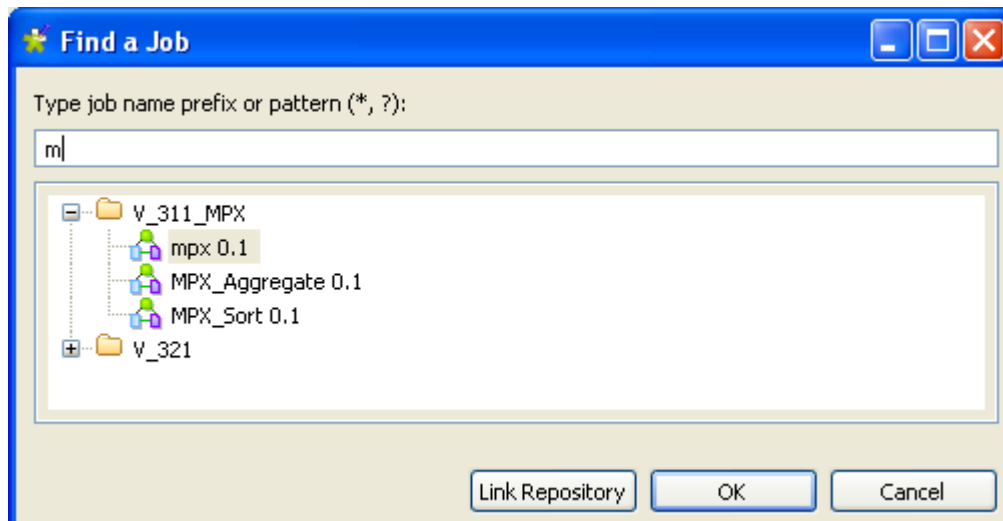 Find a Job
Type job name prefix or pattern (*, ?):
m
V_311_MPX
mpx 0.1
MPX_Aggregate 0.1
MPX_Sort 0.1
V_321
Link Repository OK Cancel